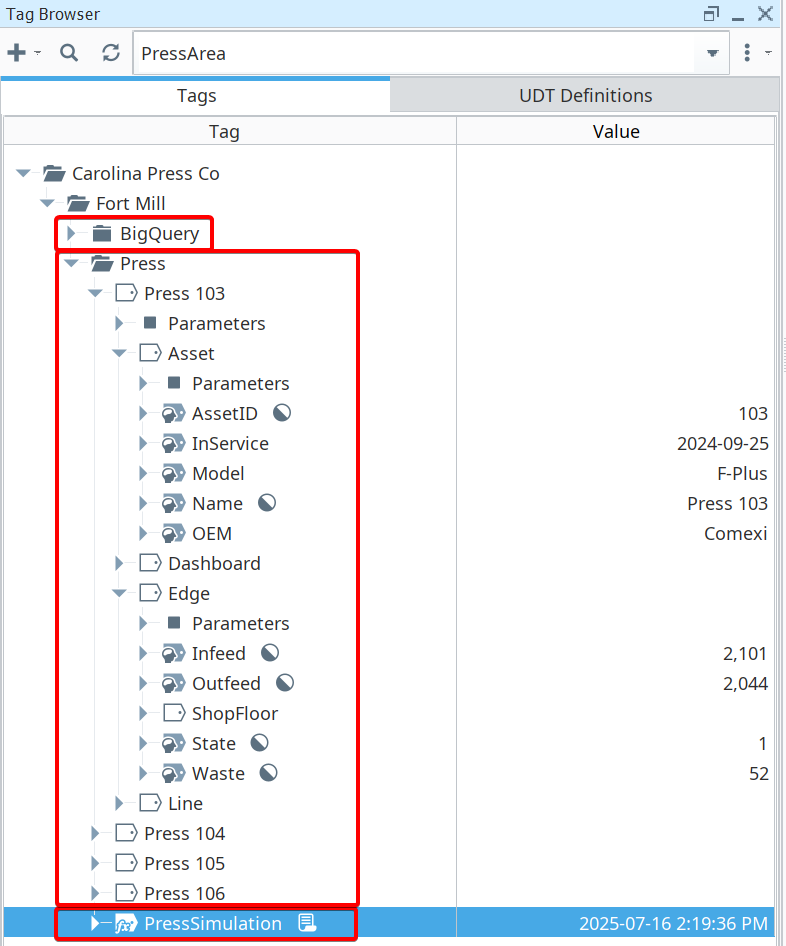 Tag Browser
PressArea
Tags UDT Definitions
Tag Value
Carolina Press Co
Fort Mill
BigQuery
Press
Press 103
Parameters
Asset
Parameters
AssetID 103
InService 2024-09-25
Model F-Plus
Name Press 103
OEM Comexi
Dashboard
Edge
Parameters
Infeed 2,101
Outfeed 2,044
ShopFloor
State 1
Waste 52
Line
Press 104
Press 105
Press 106
fx PressSimulation 2025-07-16 2:19:36 PM